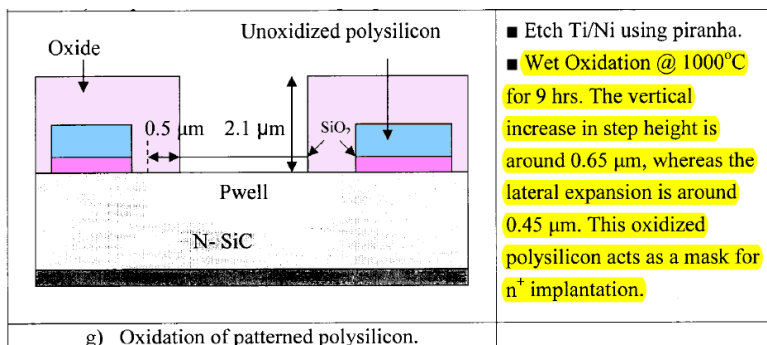 Unoxidized polysilicon
Oxide
0.5 μm
2.1 μm
SiO₂
Pwell
N- SiC
g) Oxidation of patterned polysilicon.
■ Etch Ti/Ni using piranha.
■ Wet Oxidation @ 1000°C
for 9 hrs. The vertical
increase in step height is
around 0.65 μm, whereas the
lateral expansion is around
0.45 μm. This oxidized
polysilicon acts as a mask for
n⁺ implantation.